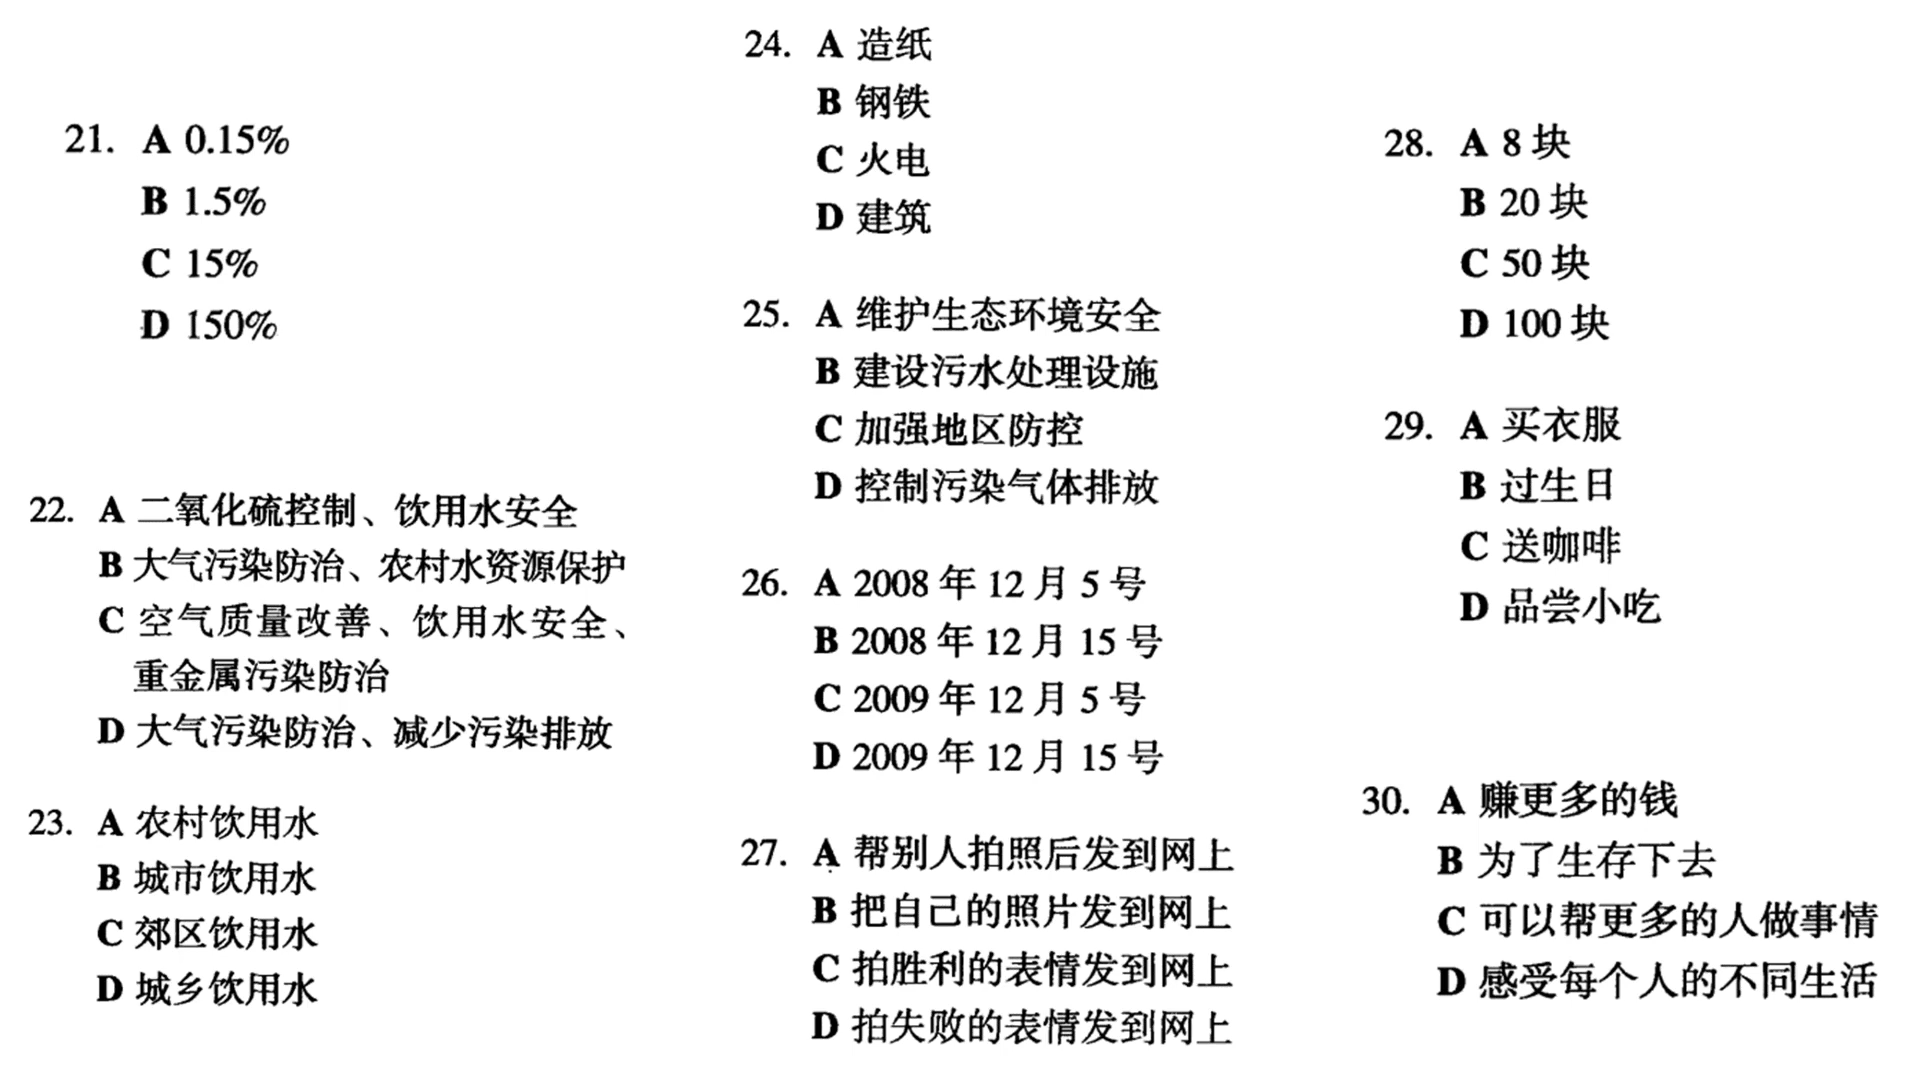 21. A 0.15%
B 1.5%
C 15%
D 150%
22. A 二氧化硫控制、饮用水安全
B 大气污染防治、农村水资源保护
C 空气质量改善、饮用水安全、
重金属污染防治
D 大气污染防治、减少污染排放
23. A 农村饮用水
B 城市饮用水
C 郊区饮用水
D 城乡饮用水
24. A 造纸
B 钢铁
C 火电
D 建筑
25. A 维护生态环境安全
B 建设污水处理设施
C 加强地区防控
D 控制污染气体排放
26. A 2008 年 12 月 5 号
B 2008 年 12 月 15 号
C 2009 年 12 月 5 号
D 2009 年 12 月 15 号
27. A 帮别人拍照后发到网上
B 把自己的照片发到网上
C 拍胜利的表情发到网上
D 拍失败的表情发到网上
28. A 8 块
B 20 块
C 50 块
D 100 块
29. A 买衣服
B 过生日
C 送咖啡
D 品尝小吃
30. A 赚更多的钱
B 为了生存下去
C 可以帮更多的人做事情
D 感受每个人的不同生活